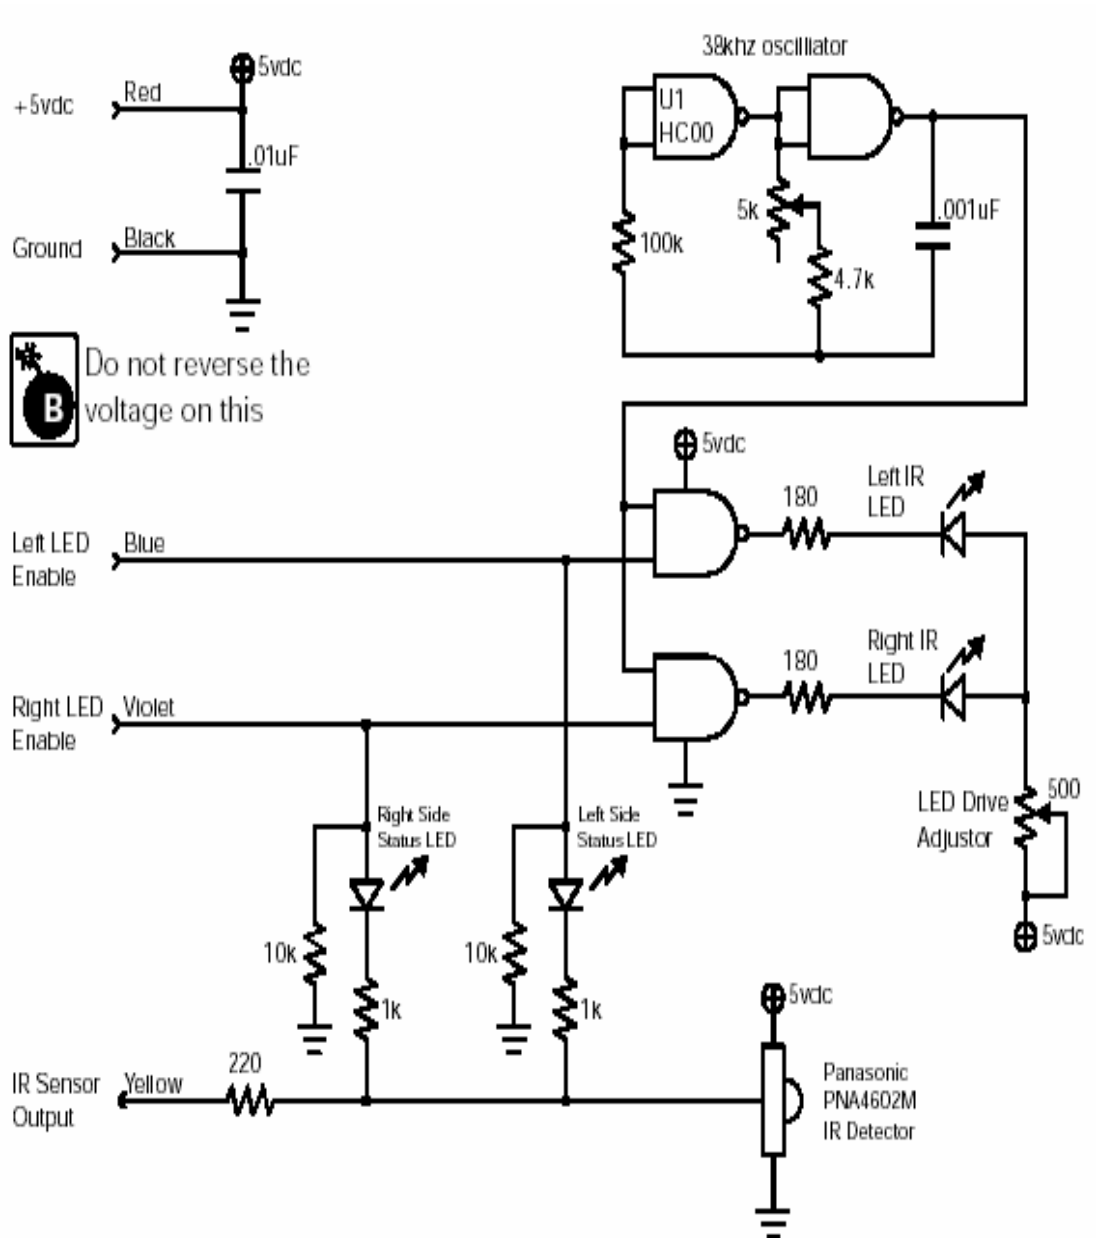 38khz oscilliator
5vdc
+5vdc
Red
.01uF
Ground
Black
U1
HC00
5k
.001uF
100k
4.7k
B
Do not reverse the
voltage on this
5vdc
Left LED
Enable
Blue
180
Left IR
LED
Right LED
Enable
Violet
180
Right IR
LED
500
LED Drive
Adjustor
5vdc
Right Side
Status LED
Left Side
Status LED
10k
10k
1k
1k
IR Sensor
Output
Yellow
220
5vdc
Panasonic
PNA4602M
IR Detector